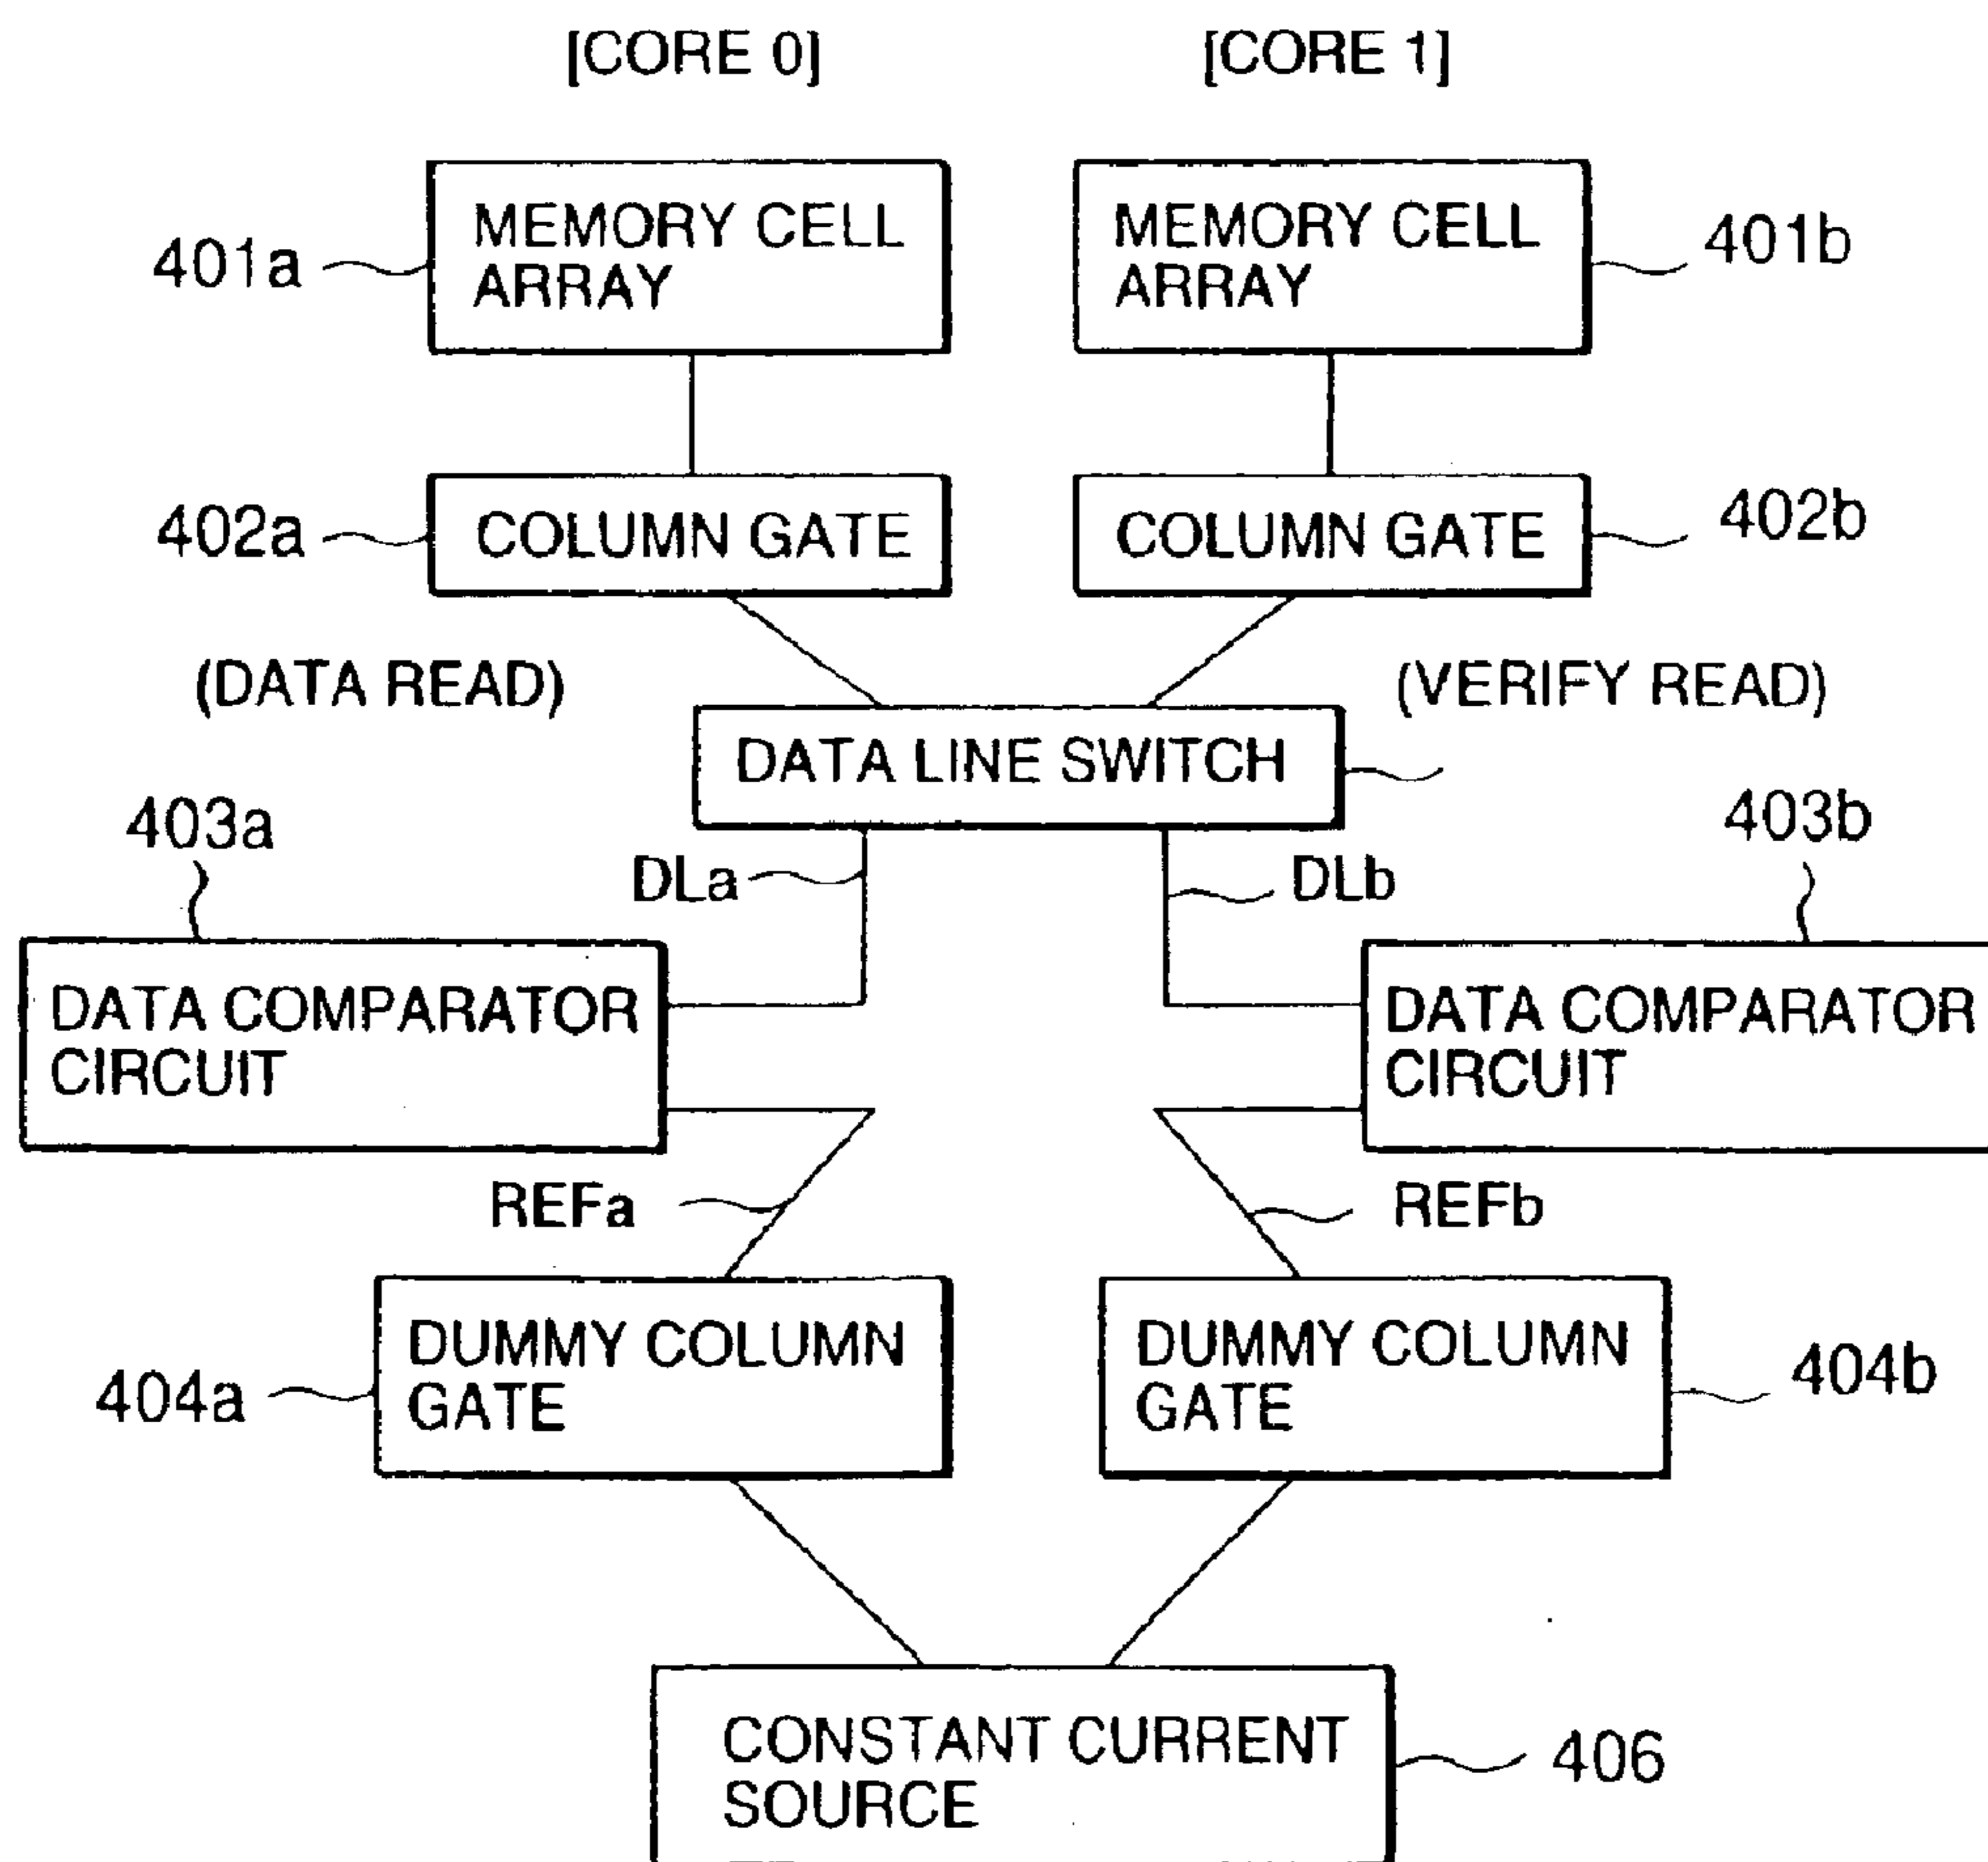 [CORE 0]
[CORE 1]
401a
MEMORY CELL
ARRAY
MEMORY CELL
ARRAY
401b
402a
COLUMN GATE
COLUMN GATE
402b
(DATA READ)
(VERIFY READ)
DATA LINE SWITCH
403a
403b
DLa
DLb
DATA COMPARATOR
CIRCUIT
DATA COMPARATOR
CIRCUIT
REFa
REFb
404a
DUMMY COLUMN
GATE
DUMMY COLUMN
GATE
404b
CONSTANT CURRENT
SOURCE
406